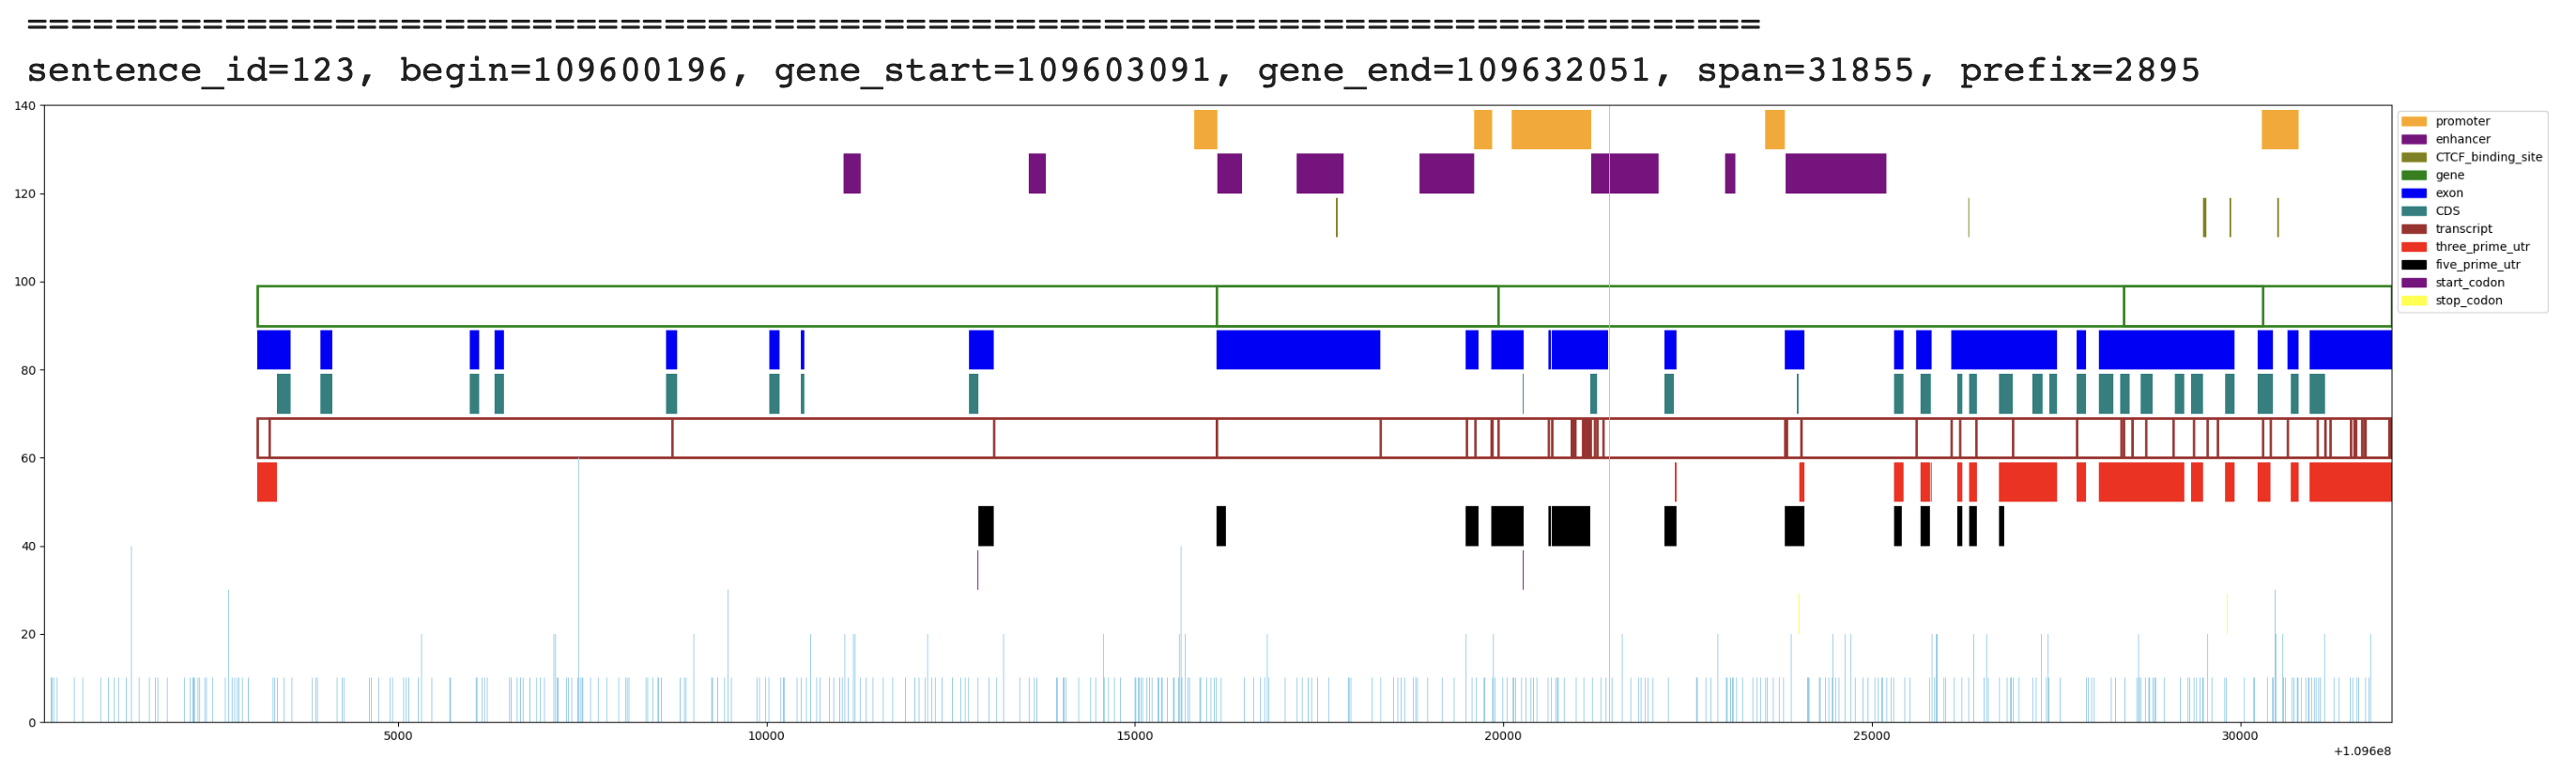 ================================================================================
sentence_id=123, begin=109600196, gene_start=109603091, gene_end=109632051, span=31855, prefix=2895
140
120
100
80
60
40
20
0
5000 10000 15000 20000 25000 30000
+1.096e8
promoter
enhancer
CTCF_binding_site
gene
exon
CDS
transcript
three_prime_utr
five_prime_utr
start_codon
stop_codon